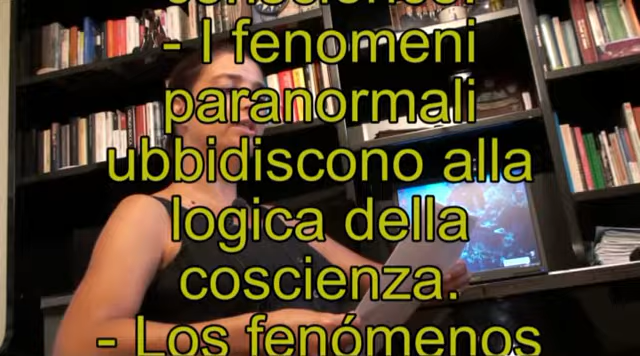 - I fenomeni
paranormali
ubbidiscono alla
logica della
coscienza.
- Los fenómenos